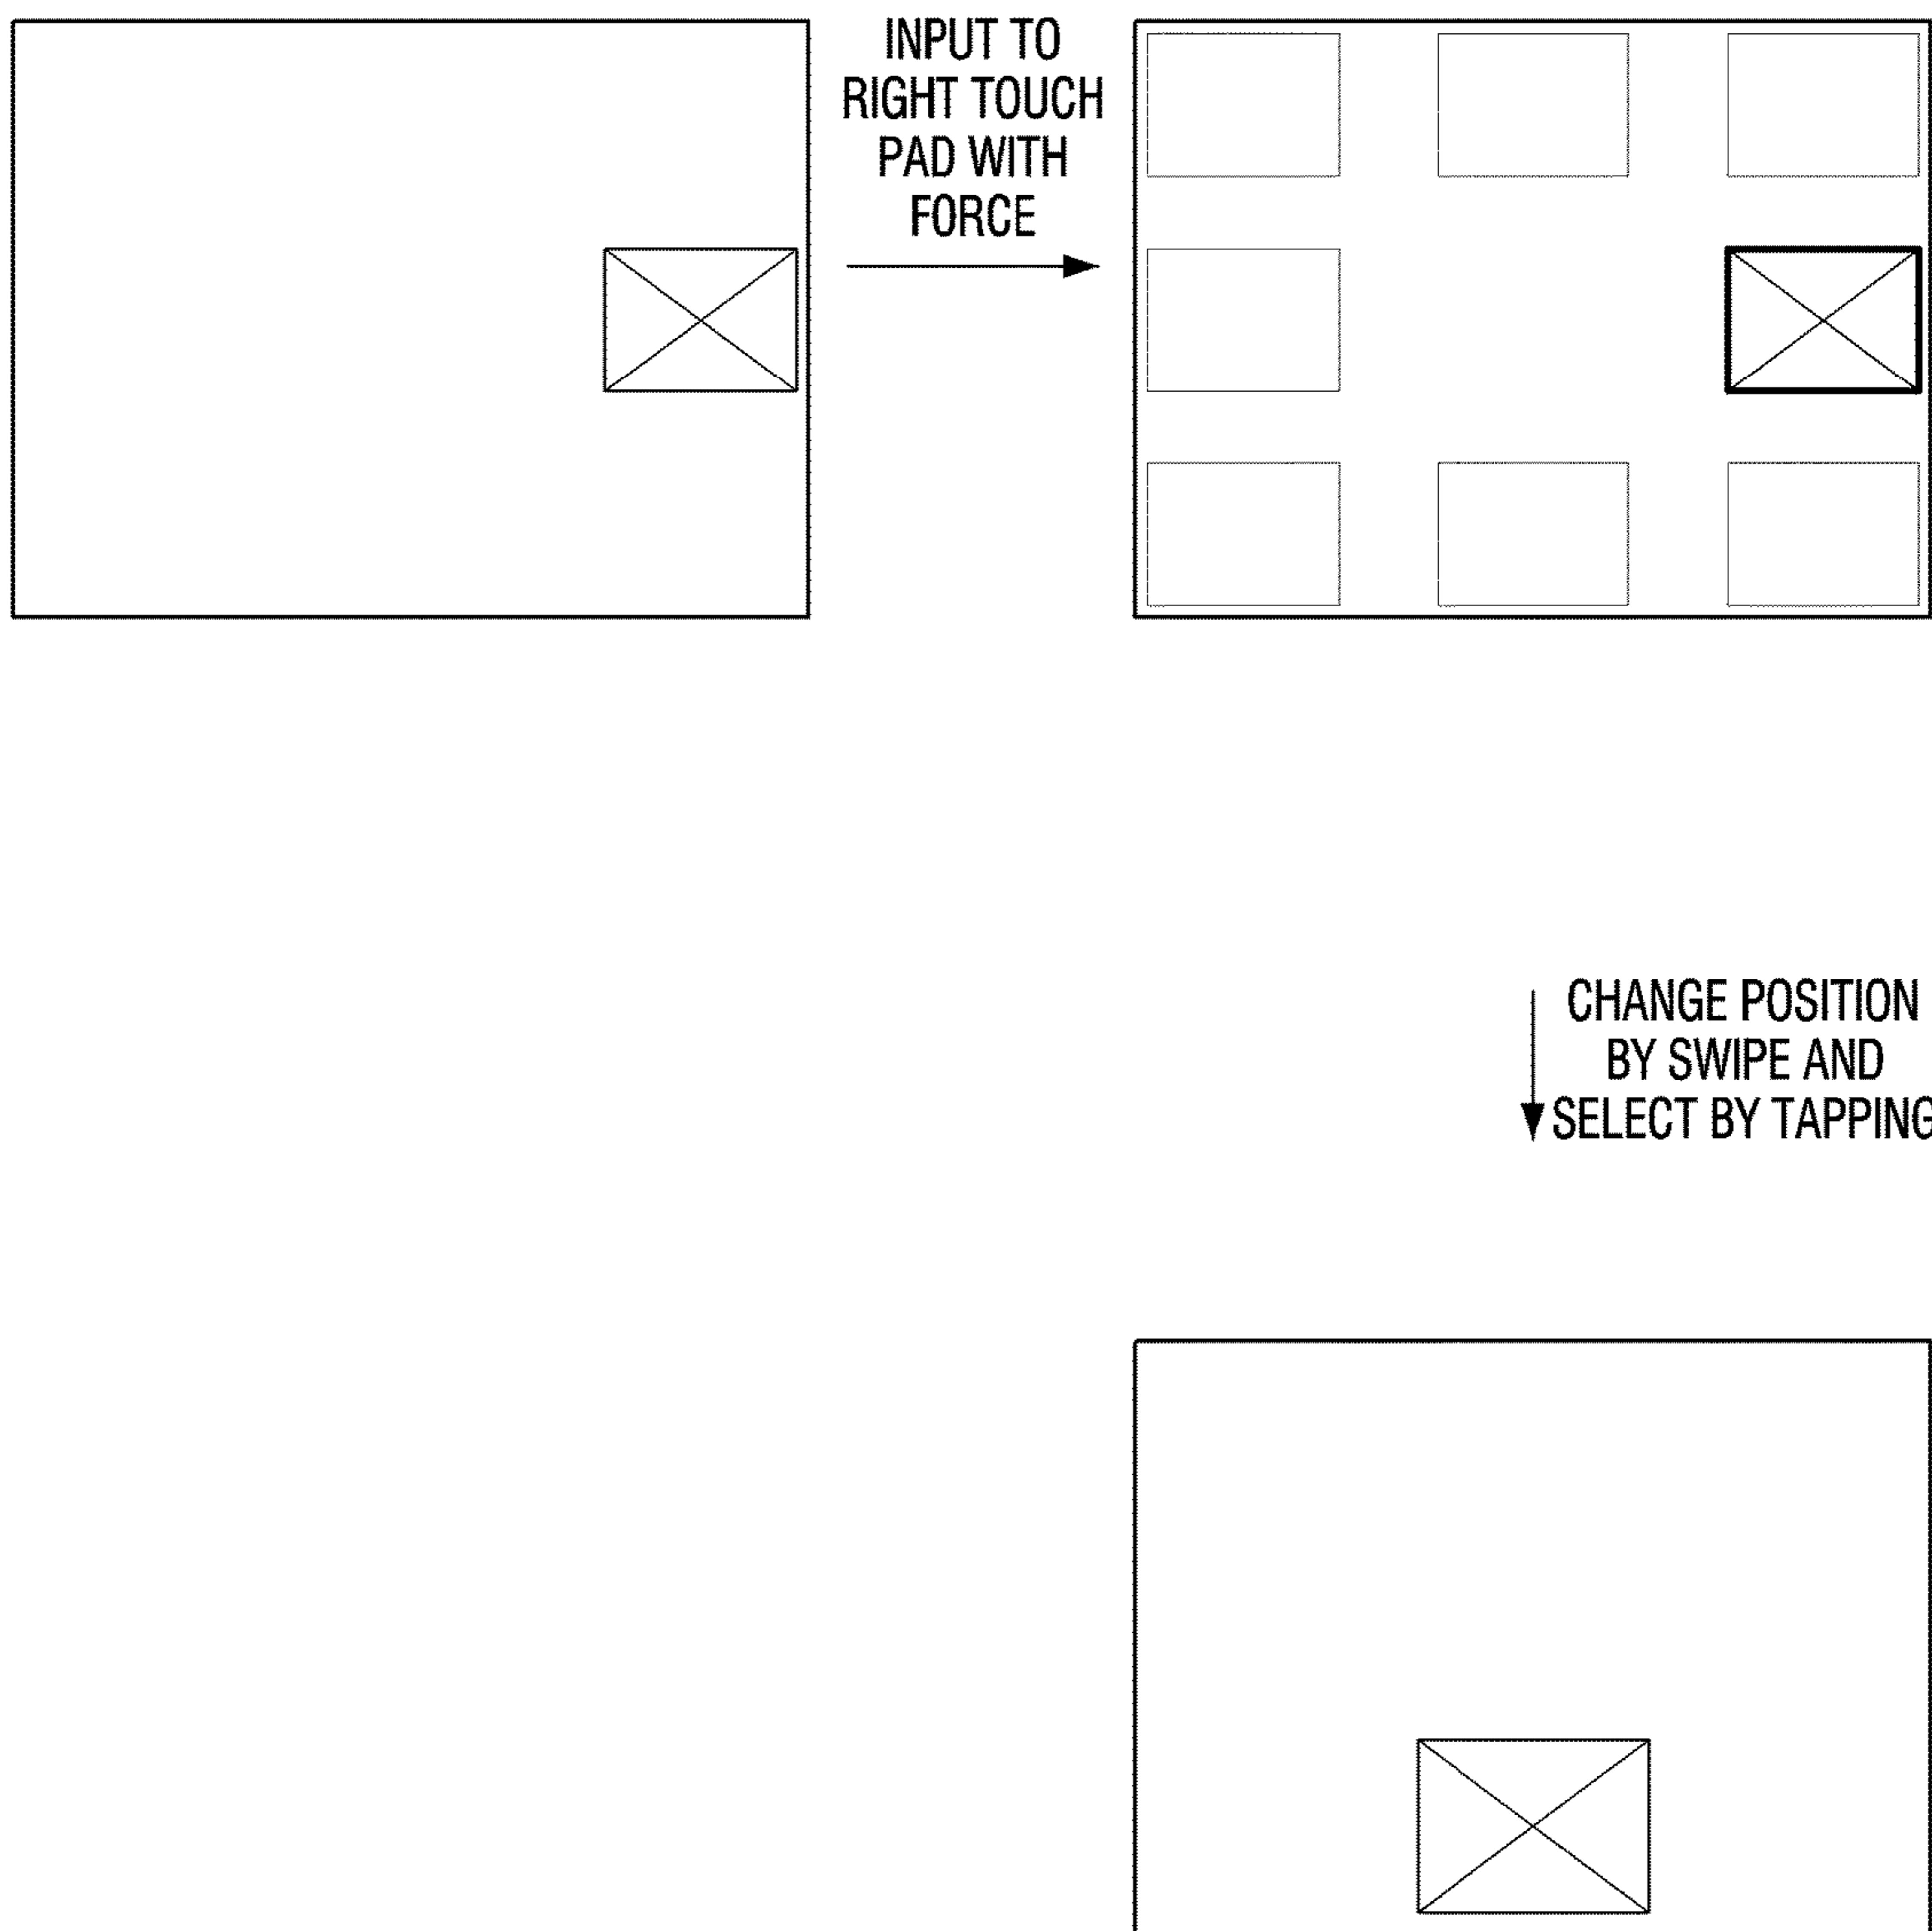 INPUT TO
RIGHT TOUCH
PAD WITH
FORCE
CHANGE POSITION
BY SWIPE AND
SELECT BY TAPPING